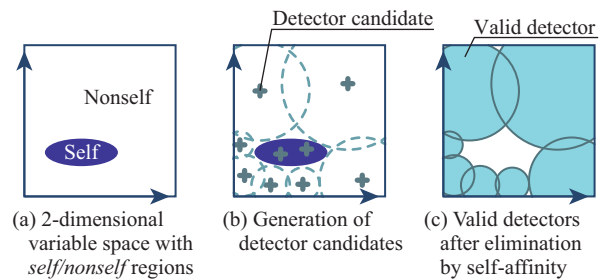 Detector candidate
Valid detector
Nonself
Self
(a) 2-dimensional
variable space with
self/nonself regions
(b) Generation of
detector candidates
(c) Valid detectors
after elimination
by self-affinity